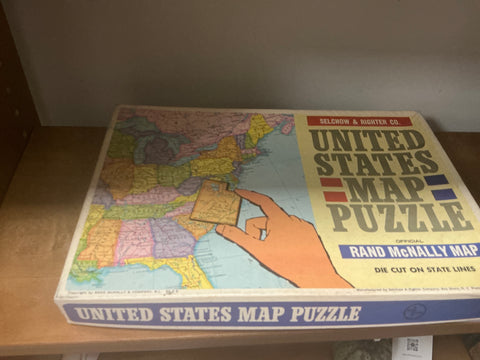 SELCHOW & RIGHTER CO.
UNITED
STATES
MAP
PUZZLE
OFFICIAL
RAND McNALLY MAP
DIE CUT ON STATE LINES
UNITED STATES MAP PUZZLE